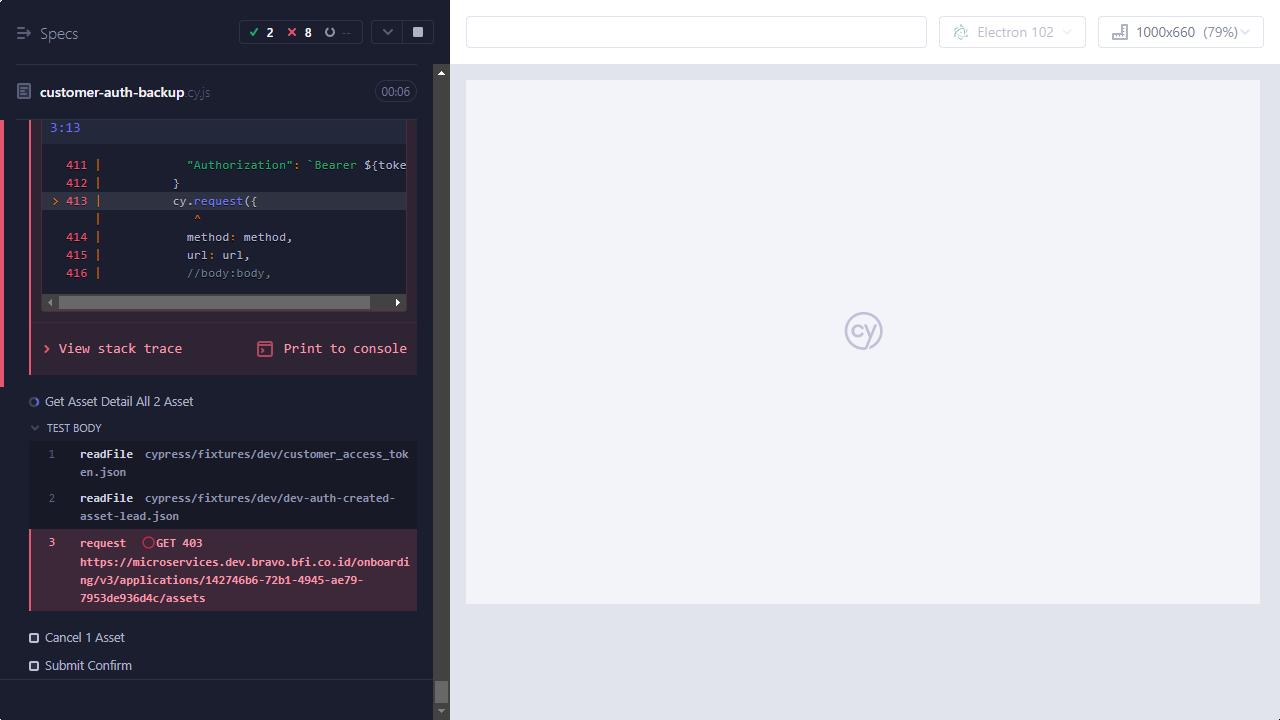 Specs
2
8
--
Electron 102
1000x660 (79%)
customer-auth-backup.cy.js
00:06
3:13
411 | "Authorization": `Bearer ${toke
412 | }
> 413 | cy.request({
| ^
414 | method: method,
415 | url: url,
416 | //body:body,
View stack trace
Print to console
Get Asset Detail All 2 Asset
TEST BODY
1 readFile cypress/fixtures/dev/customer_access_tok
en.json
2 readFile cypress/fixtures/dev/dev-auth-created-
asset-lead.json
3 request GET 403
https://microservices.dev.bravo.bfi.co.id/onboardi
ng/v3/applications/142746b6-72b1-4945-ae79-
7953de936d4c/assets
Cancel 1 Asset
Submit Confirm
cy